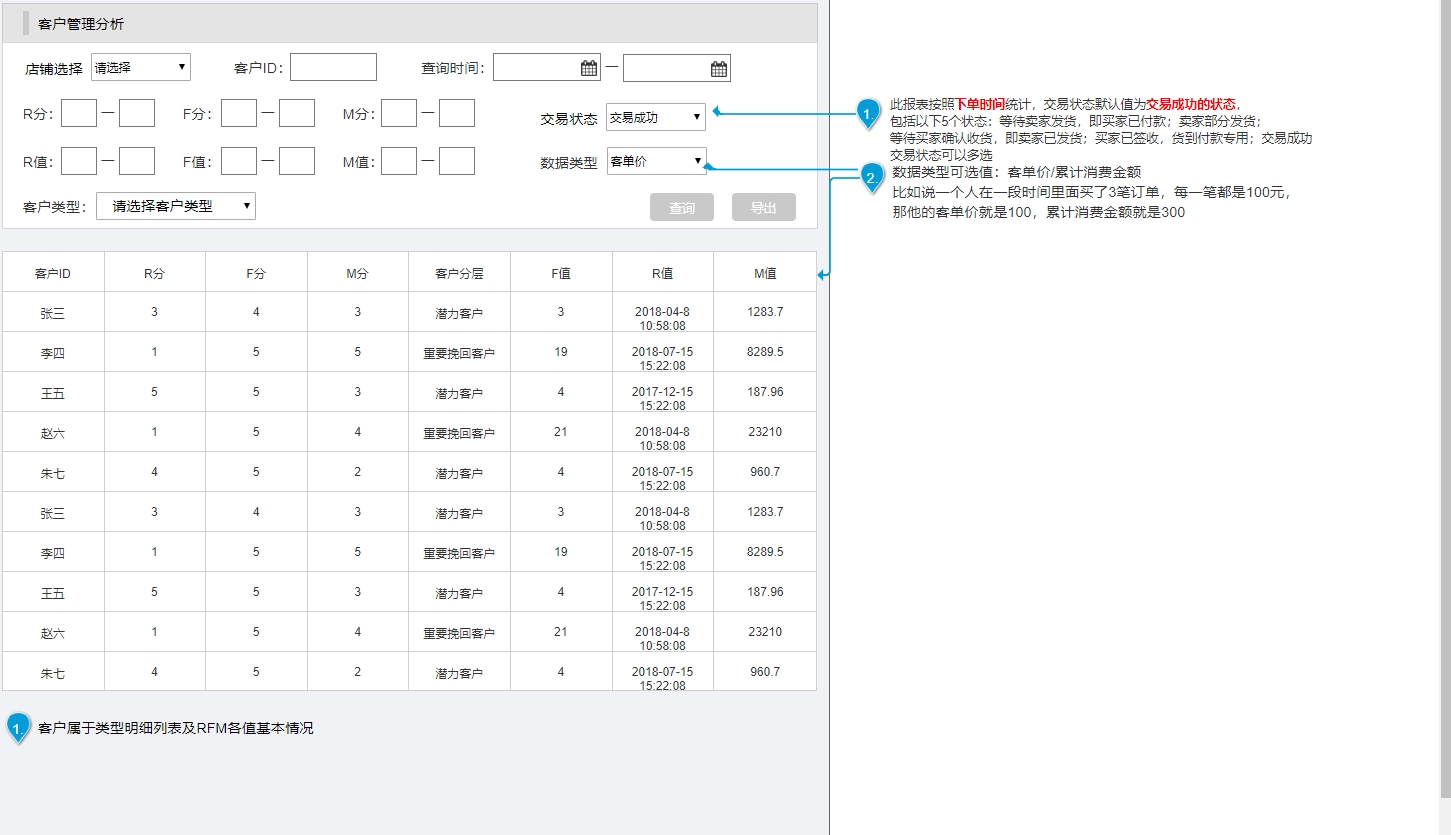 客户管理分析
店铺选择 请选择 客户ID： 查询时间： —
R分： — F分： — M分： — 交易状态 交易成功
R值： — F值： — M值： — 数据类型 客单价
客户类型： 请选择客户类型 查询 导出
1. 此报表按照下单时间统计，交易状态默认值为交易成功的状态，
包括以下5个状态：等待卖家发货，即买家已付款；卖家部分发货；
等待买家确认收货，即卖家已发货；买家已签收，货到付款专用；交易成功
交易状态可以多选
2. 数据类型可选值：客单价/累计消费金额
比如说一个人在一段时间里面买了3笔订单，每一笔都是100元，
那他的客单价就是100，累计消费金额就是300
客户ID R分 F分 M分 客户分层 F值 R值 M值
张三 3 4 3 潜力客户 3 2018-04-8 10:58:08 1283.7
李四 1 5 5 重要挽回客户 19 2018-07-15 15:22:08 8289.5
王五 5 5 3 潜力客户 4 2017-12-15 15:22:08 187.96
赵六 1 5 4 重要挽回客户 21 2018-04-8 10:58:08 23210
朱七 4 5 2 潜力客户 4 2018-07-15 15:22:08 960.7
张三 3 4 3 潜力客户 3 2018-04-8 10:58:08 1283.7
李四 1 5 5 重要挽回客户 19 2018-07-15 15:22:08 8289.5
王五 5 5 3 潜力客户 4 2017-12-15 15:22:08 187.96
赵六 1 5 4 重要挽回客户 21 2018-04-8 10:58:08 23210
朱七 4 5 2 潜力客户 4 2018-07-15 15:22:08 960.7
1. 客户属于类型明细列表及RFM各值基本情况